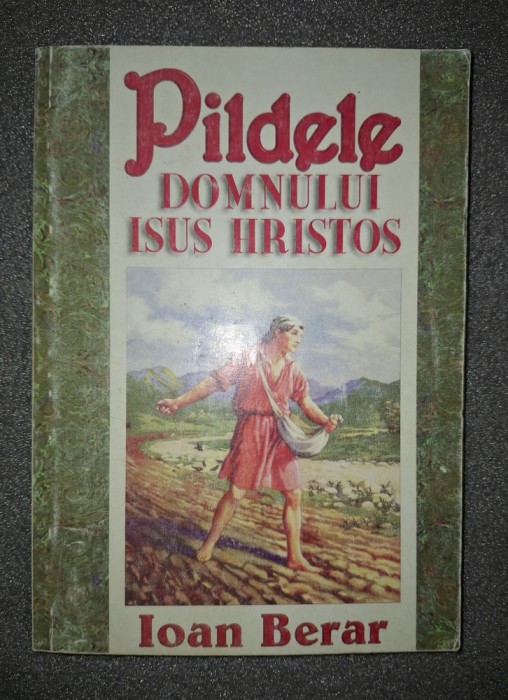 Pildele
DOMNULUI
ISUS HRISTOS
Ioan Berar